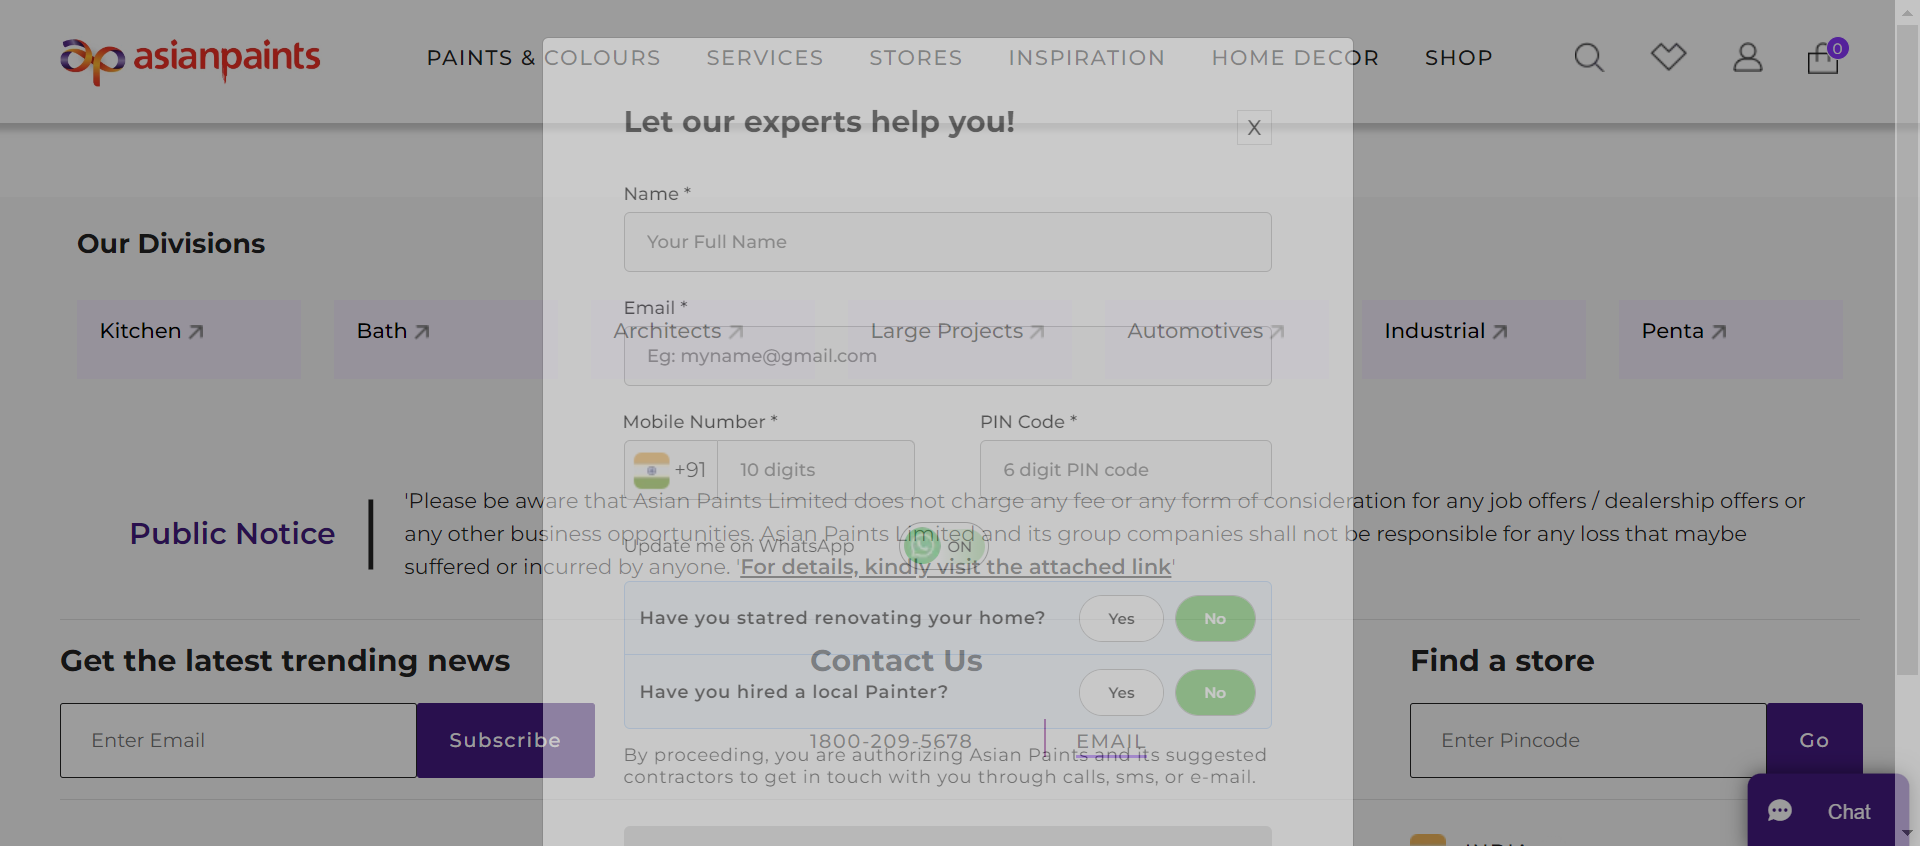 asianpaints
PAINTS & COLOURS SERVICES STORES INSPIRATION HOME DECOR SHOP
0
Let our experts help you!
X
Name *
Your Full Name
Our Divisions
Email *
Kitchen Bath Architects Large Projects Automotives Industrial Penta
Eg: myname@gmail.com
Mobile Number * PIN Code *
+91 10 digits 6 digit PIN code
Public Notice
'Please be aware that Asian Paints Limited does not charge any fee or any form of consideration for any job offers / dealership offers or
any other business opportunities. Asian Paints Limited and its group companies shall not be responsible for any loss that maybe
suffered or incurred by anyone. 'For details, kindly visit the attached link'
Update me on WhatsApp ON
Have you statred renovating your home? Yes No
Get the latest trending news Contact Us Find a store
Have you hired a local Painter? Yes No
Enter Email Subscribe 1800-209-5678 EMAIL Enter Pincode Go
By proceeding, you are authorizing Asian Paints and its suggested
contractors to get in touch with you through calls, sms, or e-mail.
Chat
INDIA